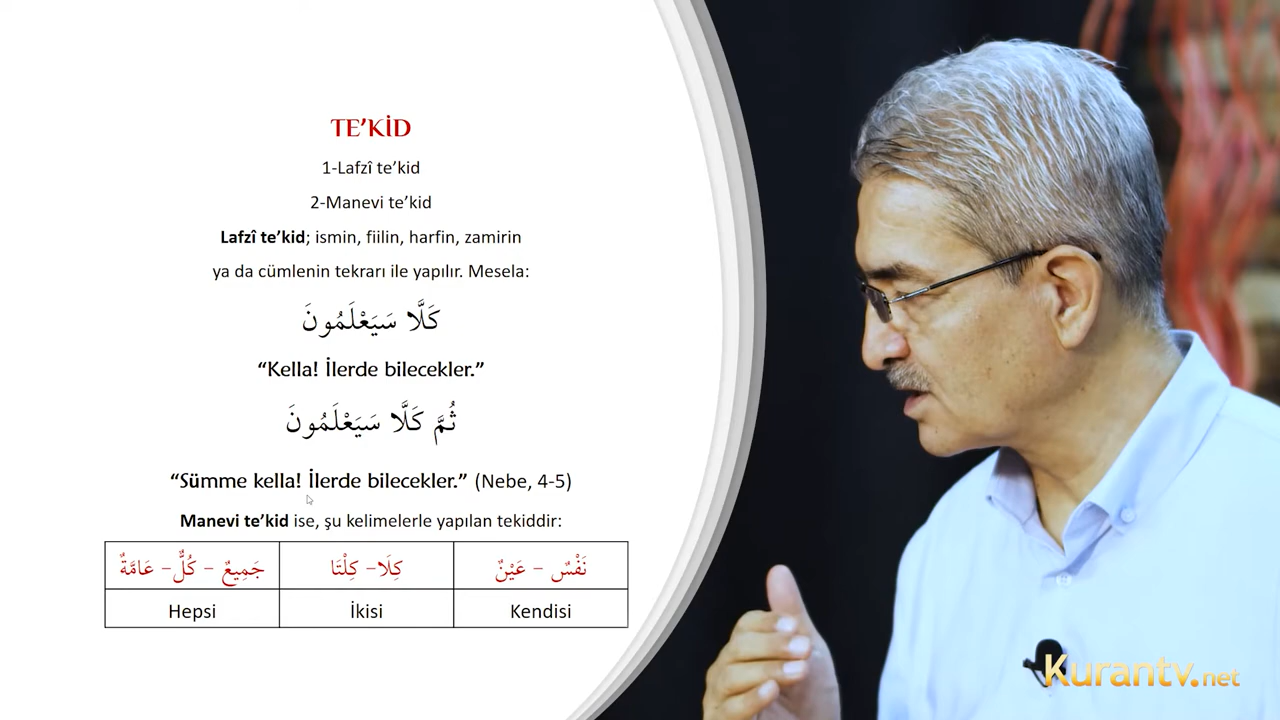 TE’KİD
1-Lafzî te’kid
2-Manevi te’kid
Lafzî te’kid; ismin, fiilin, harfin, zamirin
ya da cümlenin tekrarı ile yapılır. Mesela:
كَلَّا سَيَعْلَمُونَ
“Kella! İlerde bilecekler.”
ثُمَّ كَلَّا سَيَعْلَمُونَ
“Sümme kella! İlerde bilecekler.” (Nebe, 4-5)
Manevi te’kid ise, şu kelimelerle yapılan tekiddir:
نَفْسٌ – عَيْنٌ
كِلَا– كِلْتَا
جَمِيعٌ – كُلٌّ– عَامَّةٌ
Hepsi
İkisi
Kendisi
Kurantv.net